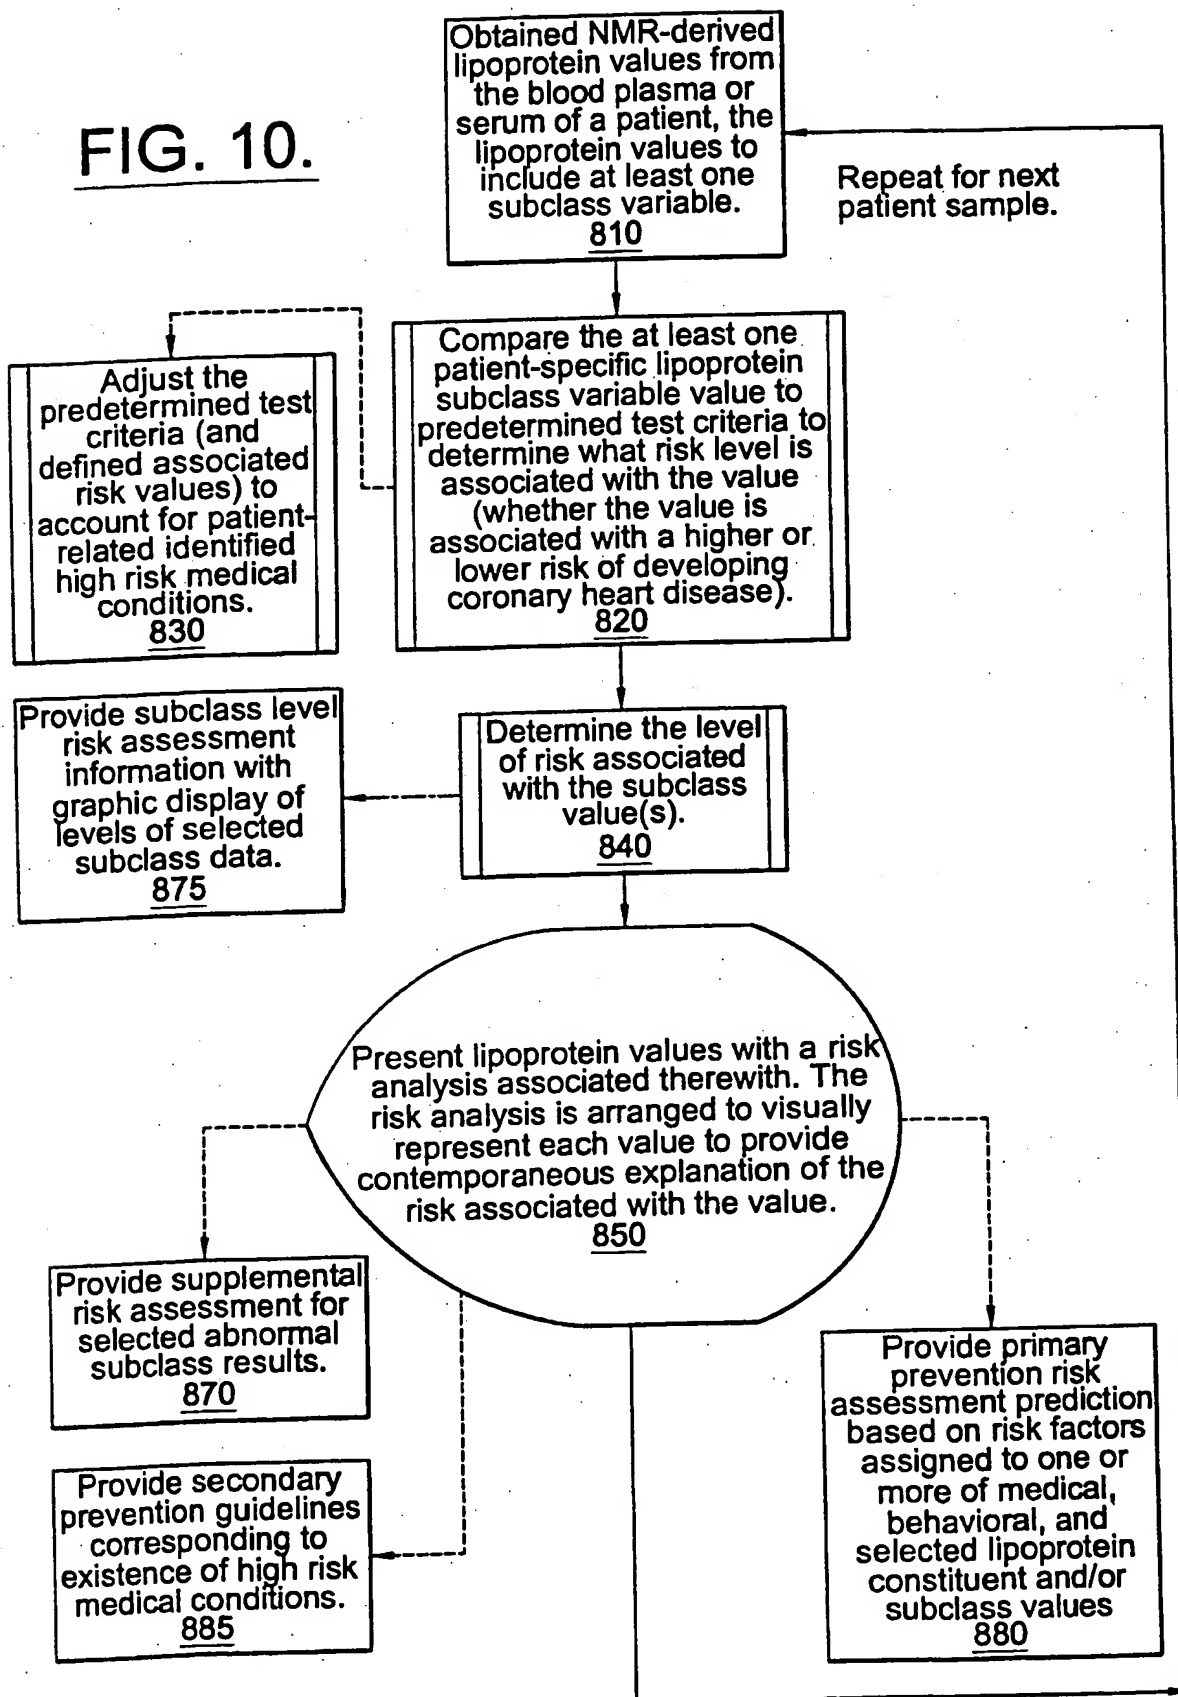 FIG. 10.
Obtained NMR-derived
lipoprotein values from
the blood plasma or
serum of a patient, the
lipoprotein values to
include at least one
subclass variable.
810
Repeat for next
patient sample.
Compare the at least one
patient-specific lipoprotein
subclass variable value to
predetermined test criteria to
determine what risk level is
associated with the value
(whether the value is
associated with a higher or
lower risk of developing
coronary heart disease).
820
Adjust the
predetermined test
criteria (and
defined associated
risk values) to
account for patient-
related identified
high risk medical
conditions.
830
Provide subclass level
risk assessment
information with
graphic display of
levels of selected
subclass data.
875
Determine the level
of risk associated
with the subclass
value(s).
840
Present lipoprotein values with a risk
analysis associated therewith. The
risk analysis is arranged to visually
represent each value to provide
contemporaneous explanation of the
risk associated with the value.
850
Provide supplemental
risk assessment for
selected abnormal
subclass results.
870
Provide secondary
prevention guidelines
corresponding to
existence of high risk
medical conditions.
885
Provide primary
prevention risk
assessment prediction
based on risk factors
assigned to one or
more of medical,
behavioral, and
selected lipoprotein
constituent and/or
subclass values
880